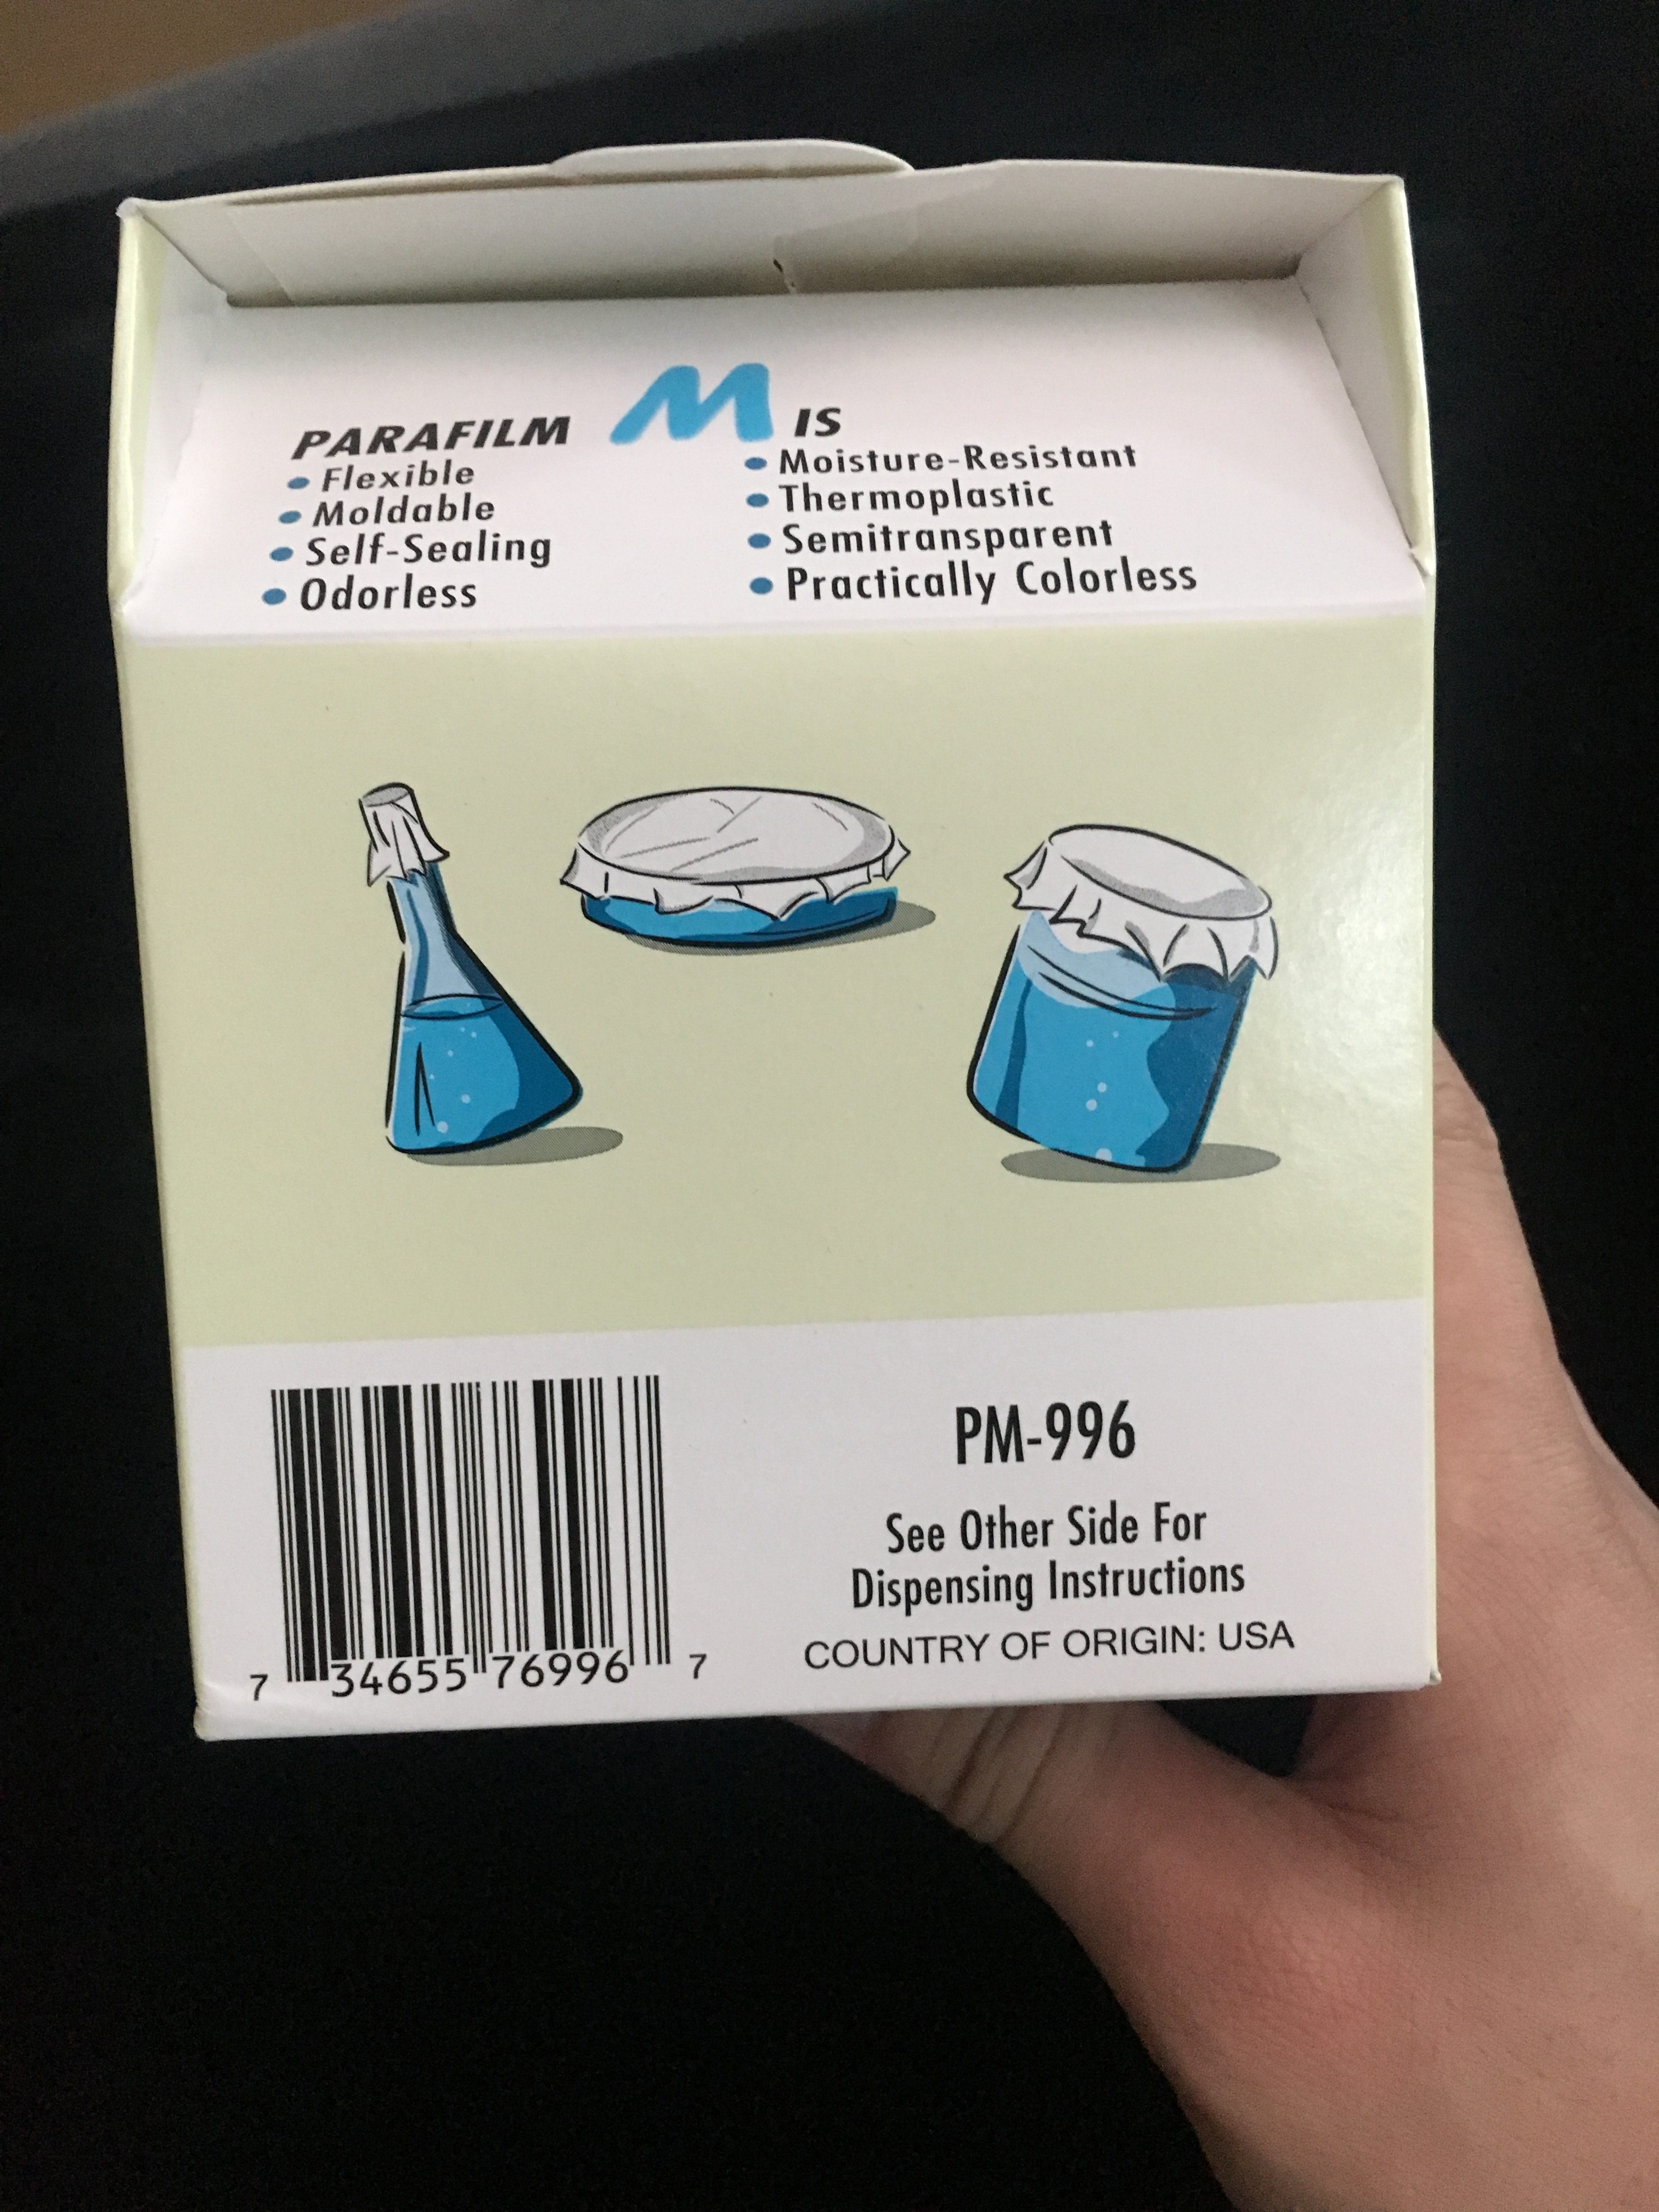 PARAFILM M IS
• Flexible
• Moldable
• Self-Sealing
• Odorless
• Moisture-Resistant
• Thermoplastic
• Semitransparent
• Practically Colorless
PM-996
See Other Side For
Dispensing Instructions
COUNTRY OF ORIGIN: USA
7 34655 76996 7